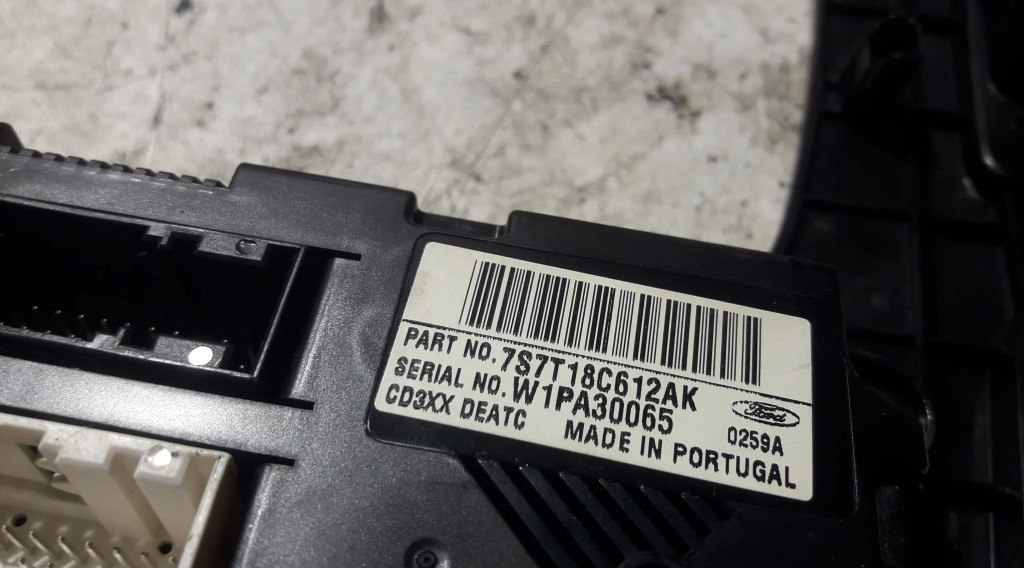 PART NO. 7S7T18C612AK
SERIAL NO. W1PA30065
CD3XX DEATC
Ford
0259A
MADE IN PORTUGAL